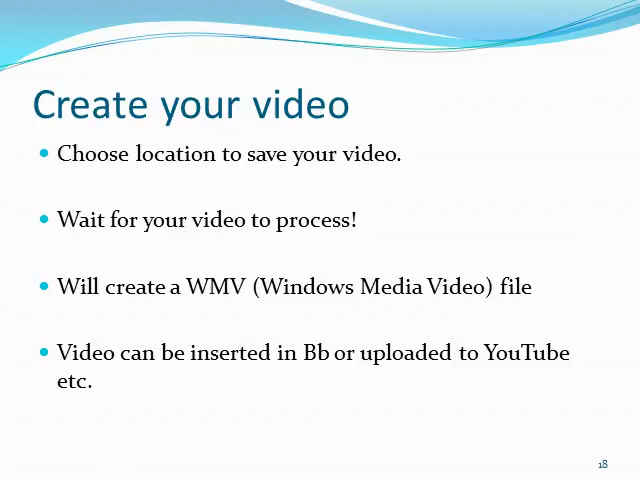 Create your video
Choose location to save your video.
Wait for your video to process!
Will create a WMV (Windows Media Video) file
Video can be inserted in Bb or uploaded to YouTube
etc.
18